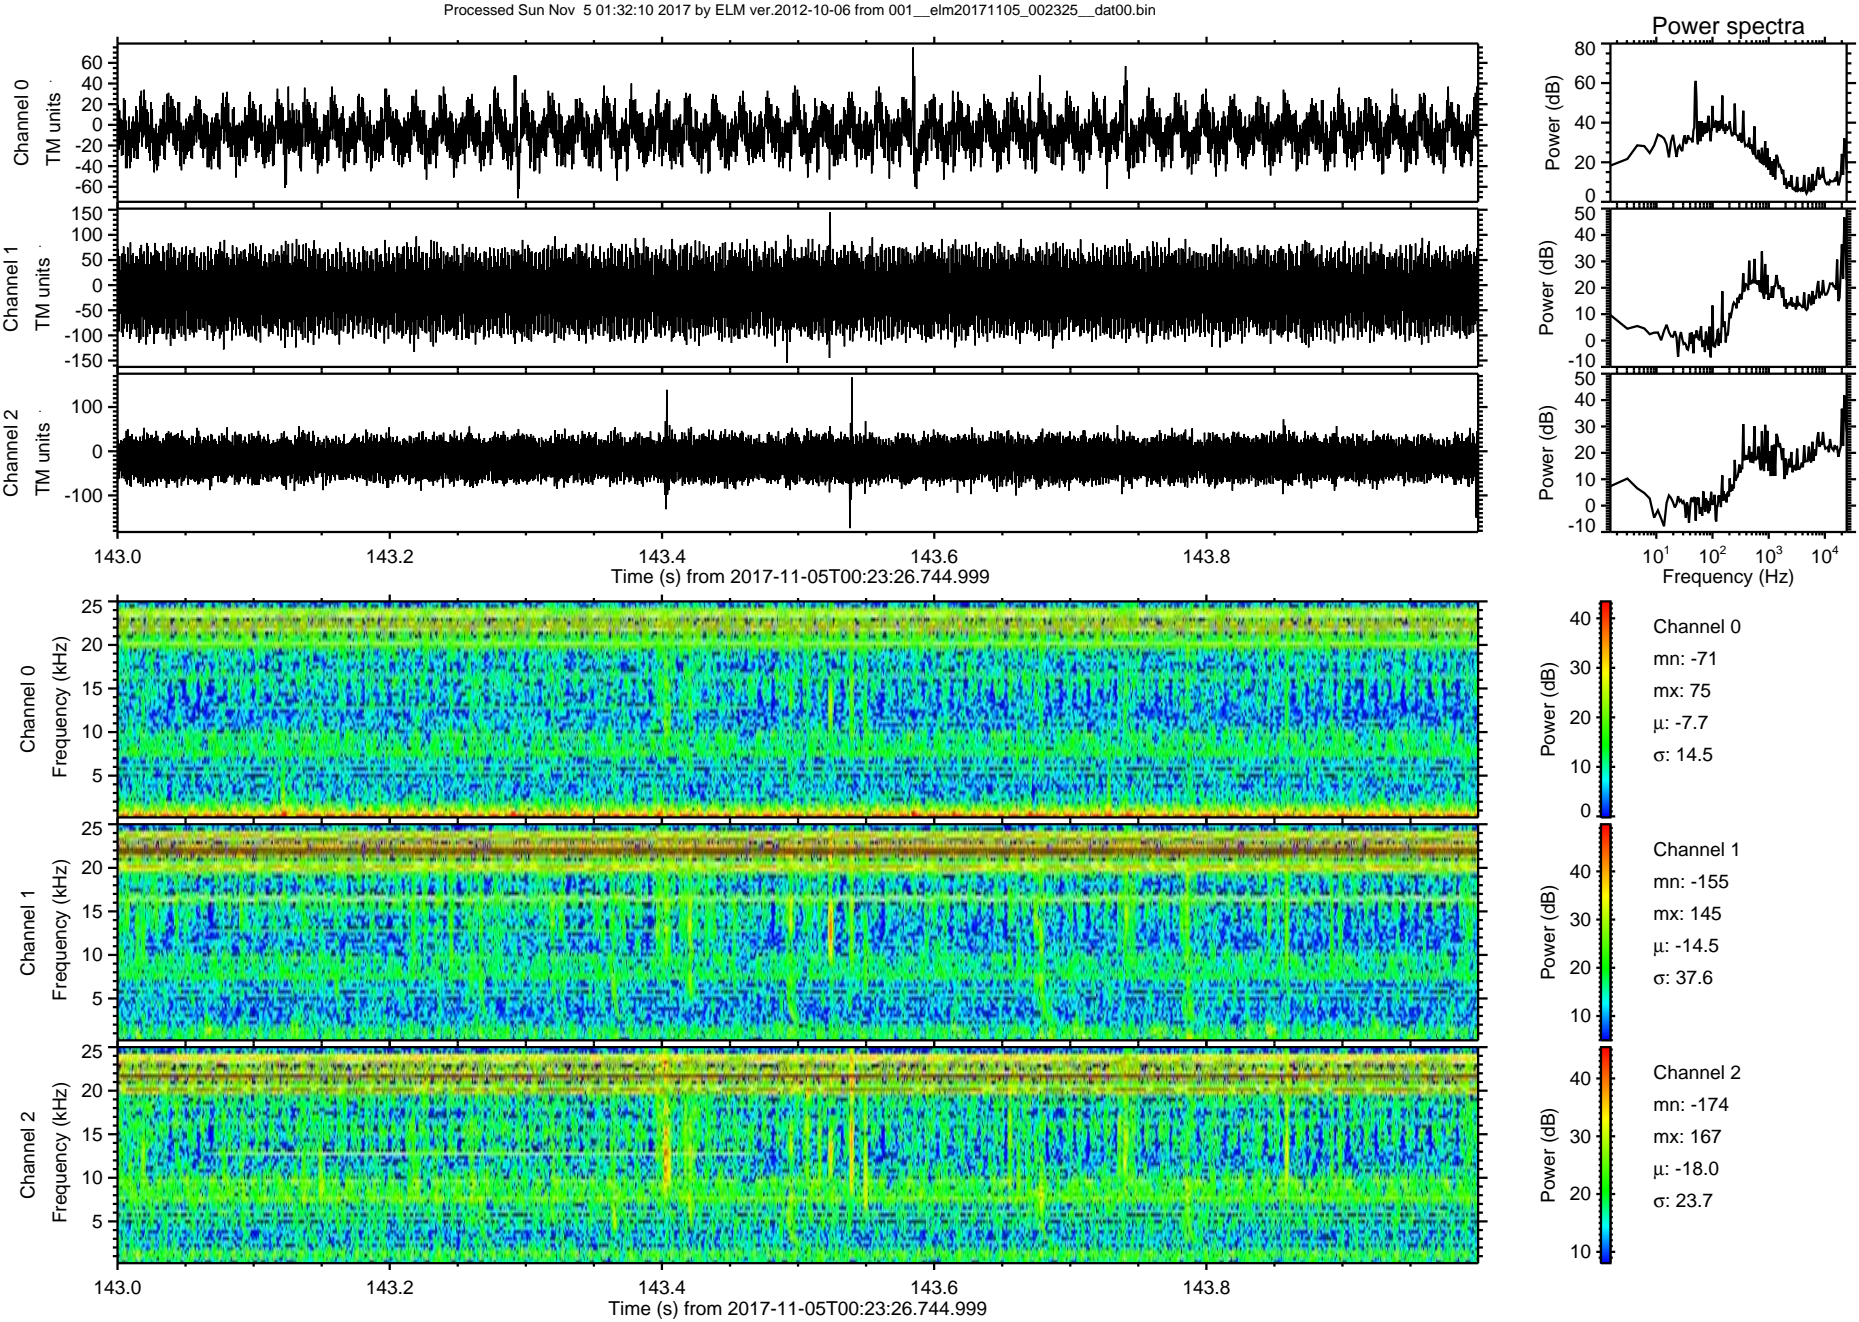 Processed Sun Nov  5 01:32:10 2017 by ELM ver.2012-10-06 from 001__elm20171105_002325__dat00.bin
Power spectra
Channel 0
TM units
60
40
20
0
-20
-40
-60
Power (dB)
80
60
40
20
0
Channel 1
TM units
150
100
50
0
-50
-100
-150
Power (dB)
50
40
30
20
10
0
-10
Channel 2
TM units
100
0
-100
Power (dB)
50
40
30
20
10
0
-10
143.0 143.2 143.4 143.6 143.8
Time (s) from 2017-11-05T00:23:26.744.999
10¹ 10² 10³ 10⁴
Frequency (Hz)
Channel 0
Frequency (kHz)
25
20
15
10
5
Power (dB)
40
30
20
10
0
Channel 0
mn: -71
mx: 75
μ: -7.7
σ: 14.5
Channel 1
Frequency (kHz)
25
20
15
10
5
Power (dB)
40
30
20
10
Channel 1
mn: -155
mx: 145
μ: -14.5
σ: 37.6
Channel 2
Frequency (kHz)
25
20
15
10
5
Power (dB)
40
30
20
10
Channel 2
mn: -174
mx: 167
μ: -18.0
σ: 23.7
143.0 143.2 143.4 143.6 143.8
Time (s) from 2017-11-05T00:23:26.744.999